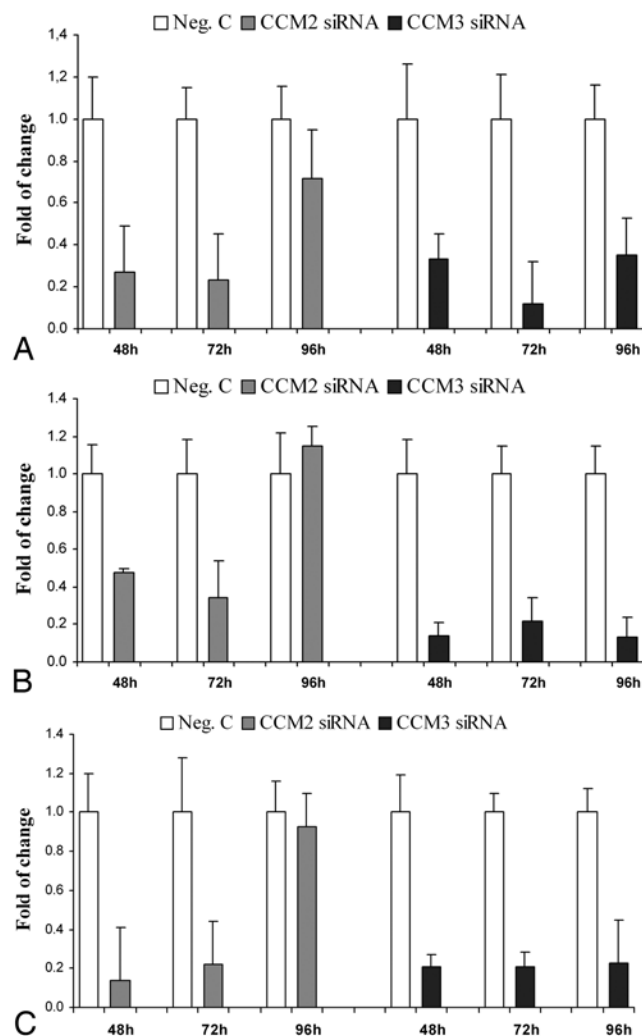 Neg. C CCM2 siRNA CCM3 siRNA
Fold of change
1.4
1,2
1,0
0.8
0.6
0.4
0.2
0.0
48h 72h 96h 48h 72h 96h
A
Neg. C CCM2 siRNA CCM3 siRNA
Fold of change
1.4
1.2
1.0
0.8
0.6
0.4
0.2
0.0
48h 72h 96h 48h 72h 96h
B
Neg. C CCM2 siRNA CCM3 siRNA
Fold of change
1.4
1.2
1.0
0.8
0.6
0.4
0.2
0.0
48h 72h 96h 48h 72h 96h
C